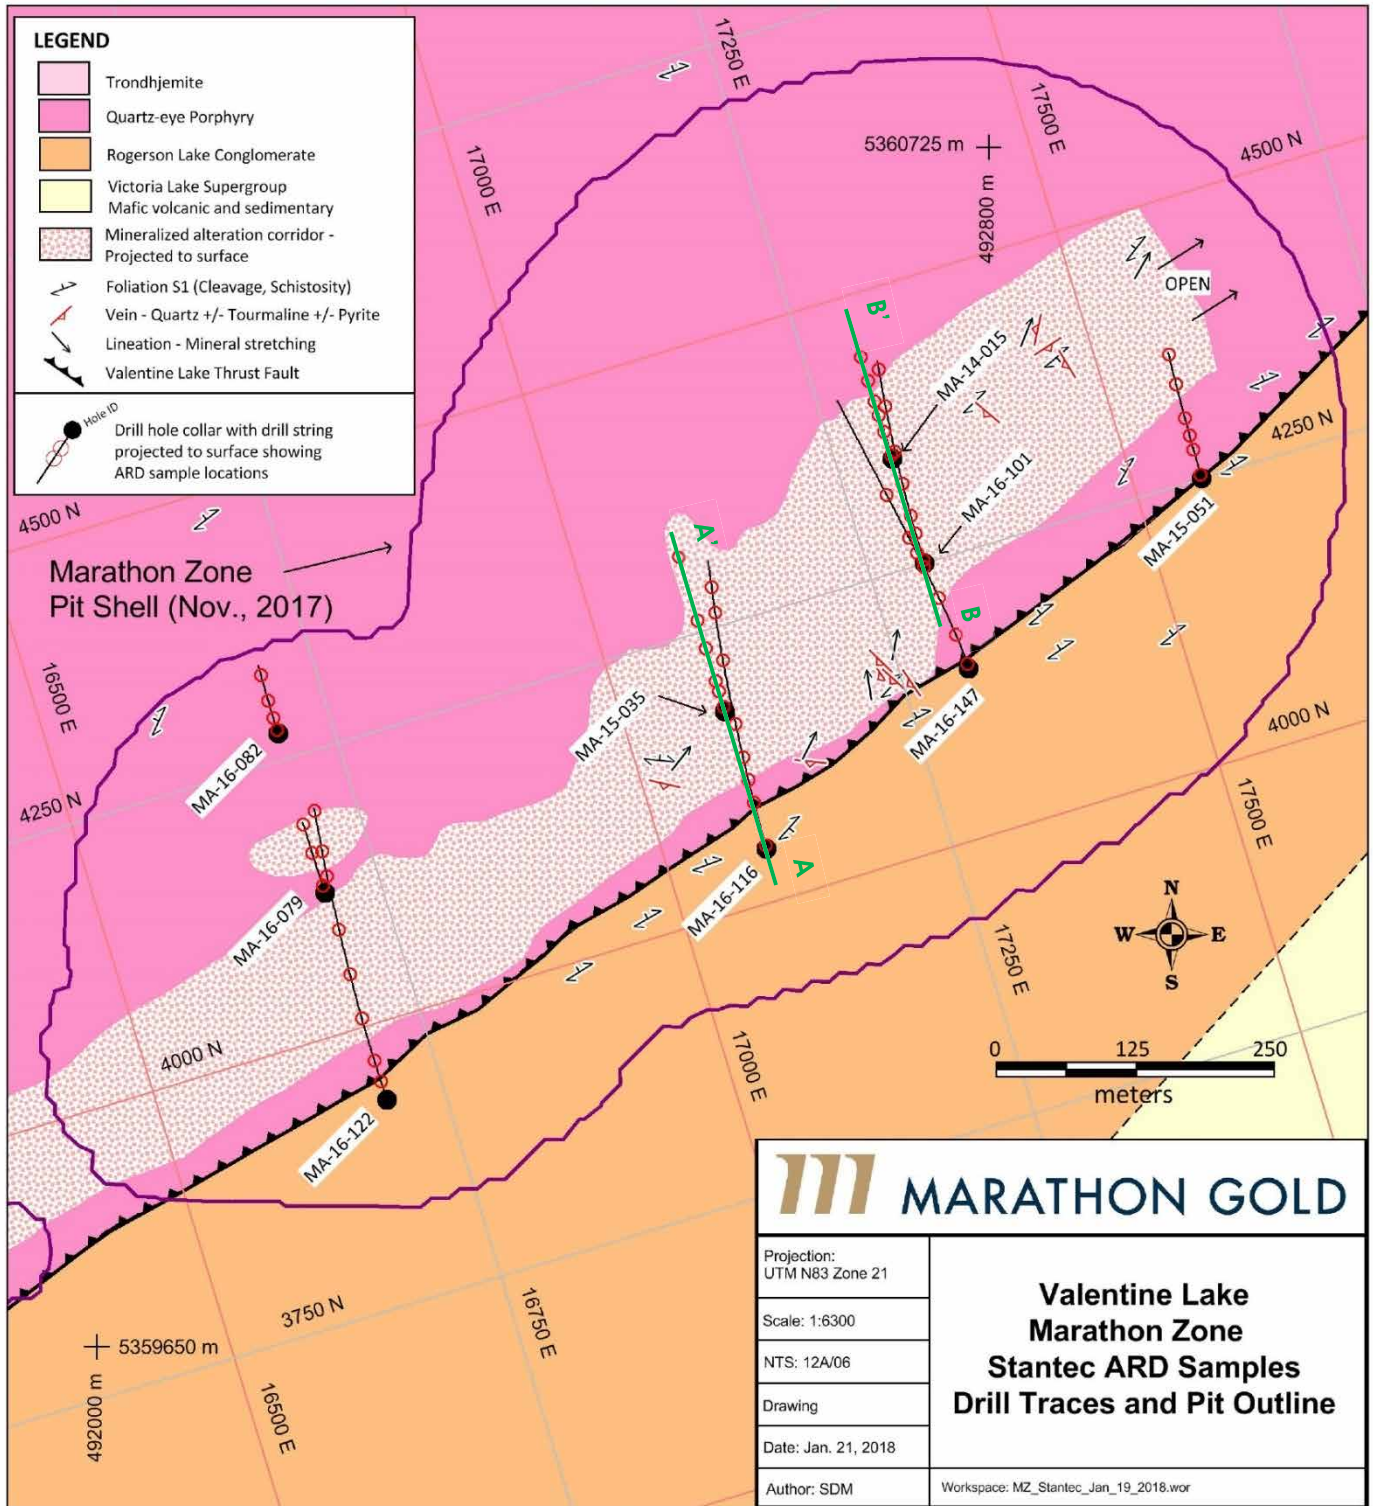 LEGEND
Trondhjemite
Quartz-eye Porphyry
Rogerson Lake Conglomerate
Victoria Lake Supergroup
Mafic volcanic and sedimentary
Mineralized alteration corridor -
Projected to surface
Foliation S1 (Cleavage, Schistosity)
Vein - Quartz +/- Tourmaline +/- Pyrite
Lineation - Mineral stretching
Valentine Lake Thrust Fault
Hole ID
Drill hole collar with drill string
projected to surface showing
ARD sample locations
17250 E
17000 E
17500 E
5360725 m
492800 m
4500 N
OPEN
B'
MA-14-015
4250 N
MA-16-101
MA-15-051
4500 N
A'
Marathon Zone
Pit Shell (Nov., 2017)
B
16500 E
MA-15-035
MA-16-147
4000 N
MA-16-082
4250 N
17500 E
A
MA-16-116
MA-16-079
N
W E
S
17250 E
4000 N
17000 E
0 125 250
meters
MA-16-122
3750 N
16750 E
5359650 m
492000 m
16500 E
m MARATHON GOLD
Projection:
UTM N83 Zone 21
Scale: 1:6300
NTS: 12A/06
Drawing
Date: Jan. 21, 2018
Author: SDM
Valentine Lake
Marathon Zone
Stantec ARD Samples
Drill Traces and Pit Outline
Workspace: MZ_Stantec_Jan_19_2018.wor